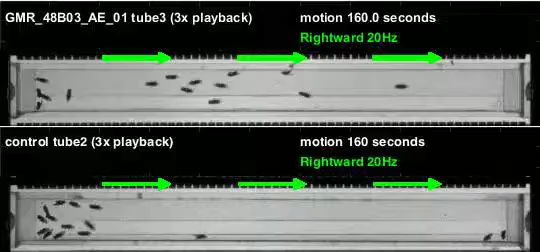 GMR_48B03_AE_01 tube3 (3x playback)
motion 160.0 seconds
Rightward 20Hz
control tube2 (3x playback)
motion 160 seconds
Rightward 20Hz